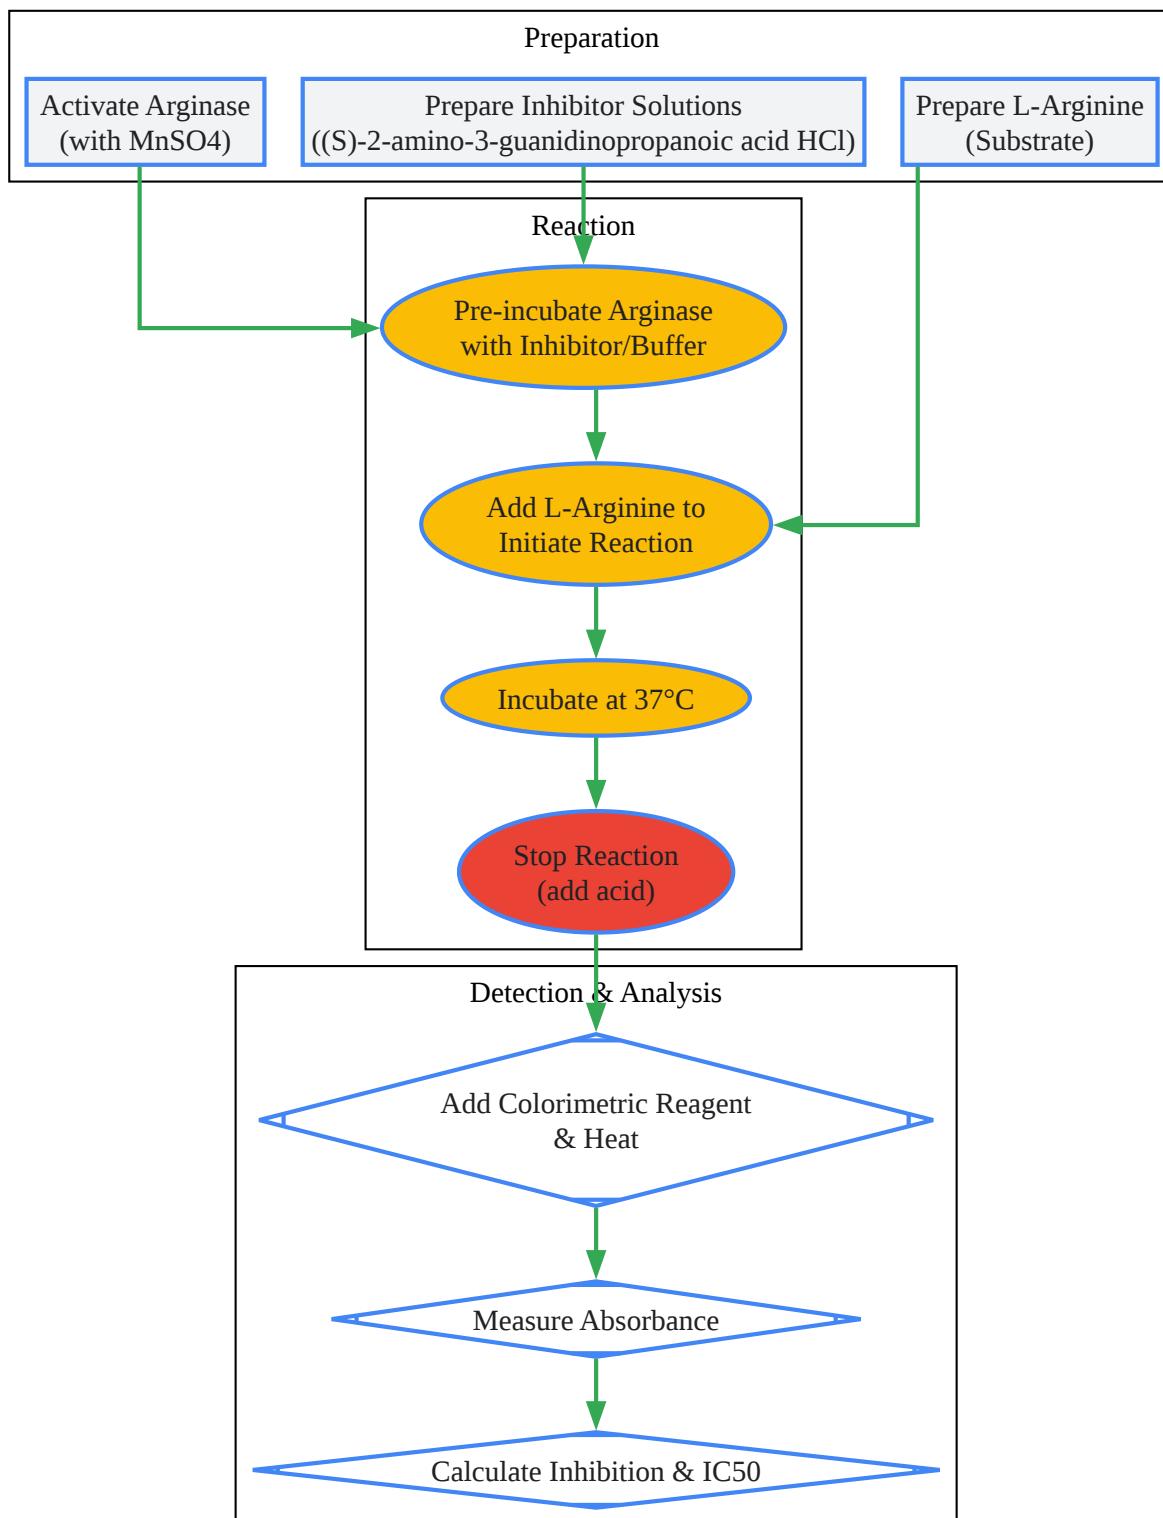 Preparation
Activate Arginase
(with MnSO4)
Prepare Inhibitor Solutions
((S)-2-amino-3-guanidinopropanoic acid HCl)
Prepare L-Arginine
(Substrate)
Reaction
Pre-incubate Arginase
with Inhibitor/Buffer
Add L-Arginine to
Initiate Reaction
Incubate at 37°C
Stop Reaction
(add acid)
Detection & Analysis
Add Colorimetric Reagent
& Heat
Measure Absorbance
Calculate Inhibition & IC50